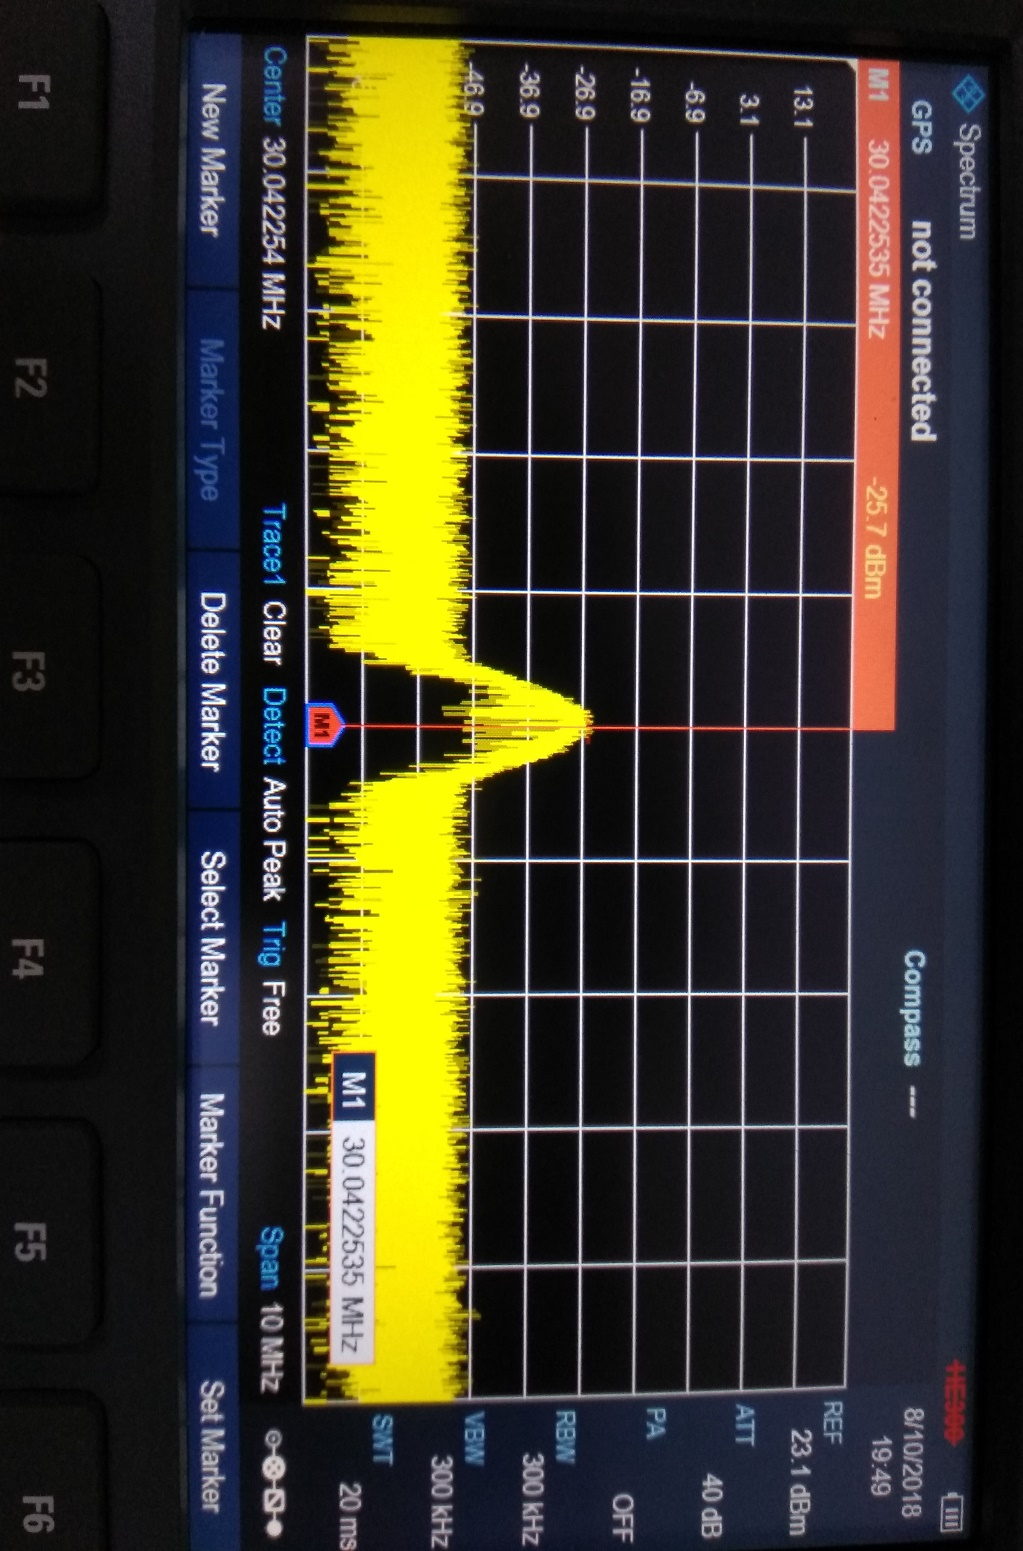 Spectrum
HE300
8/10/2018
19:49
GPS not connected Compass ---
M1 30.0422535 MHz -25.7 dBm
REF
23.1 dBm
ATT
40 dB
PA
OFF
RBW
300 kHz
VBW
300 kHz
SWT
20 ms
13.1
3.1
-6.9
-16.9
-26.9
-36.9
-46.9
M1 30.0422535 MHz
M1
Center 30.042254 MHz Trace1 Clear Detect Auto Peak Trig Free Span 10 MHz
New Marker Marker Type Delete Marker Select Marker Marker Function Set Marker
F1 F2 F3 F4 F5 F6